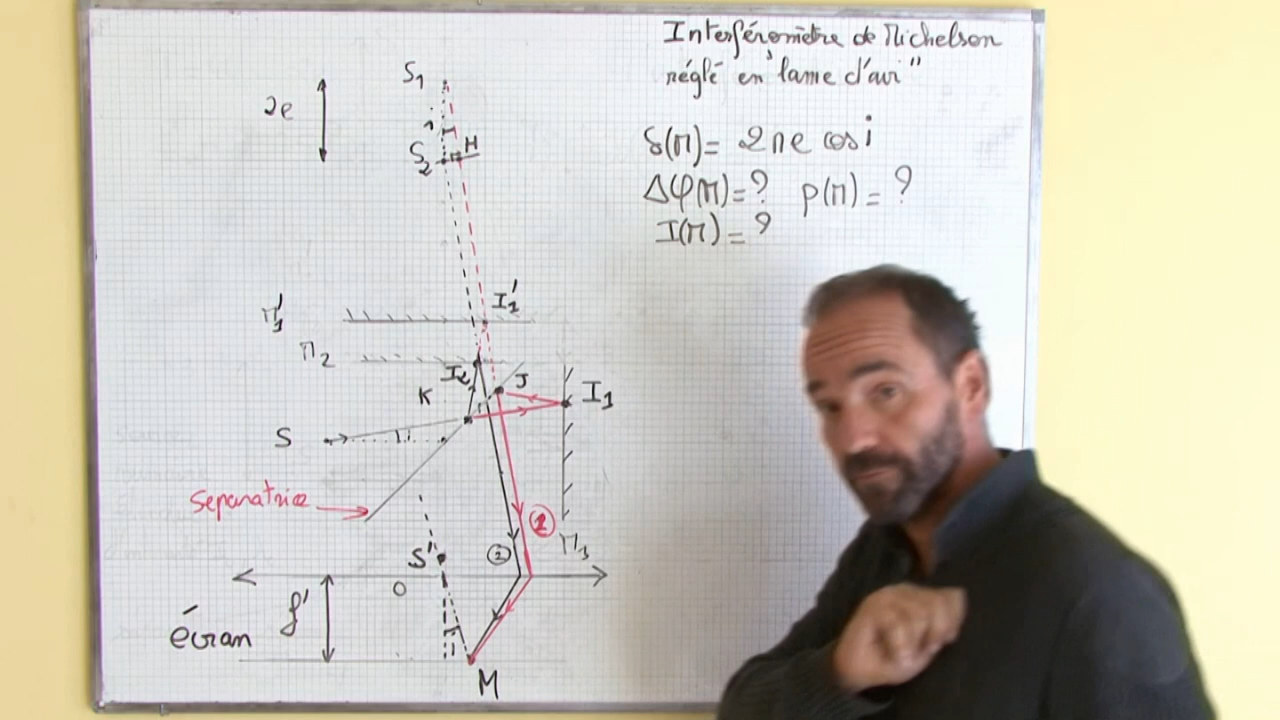 Interféromètre de Michelson
réglé en "lame d'air"
δ(M) = 2 n e cos i
Δφ(M) = ? p(M) = ?
I(M) = ?
S₁
2e
i
S₂ H
M'₁ I'₁
M₂
I₂ J
K I₁
S i
séparatrice
① 
S' ② M₁
O
f'
écran
i
M